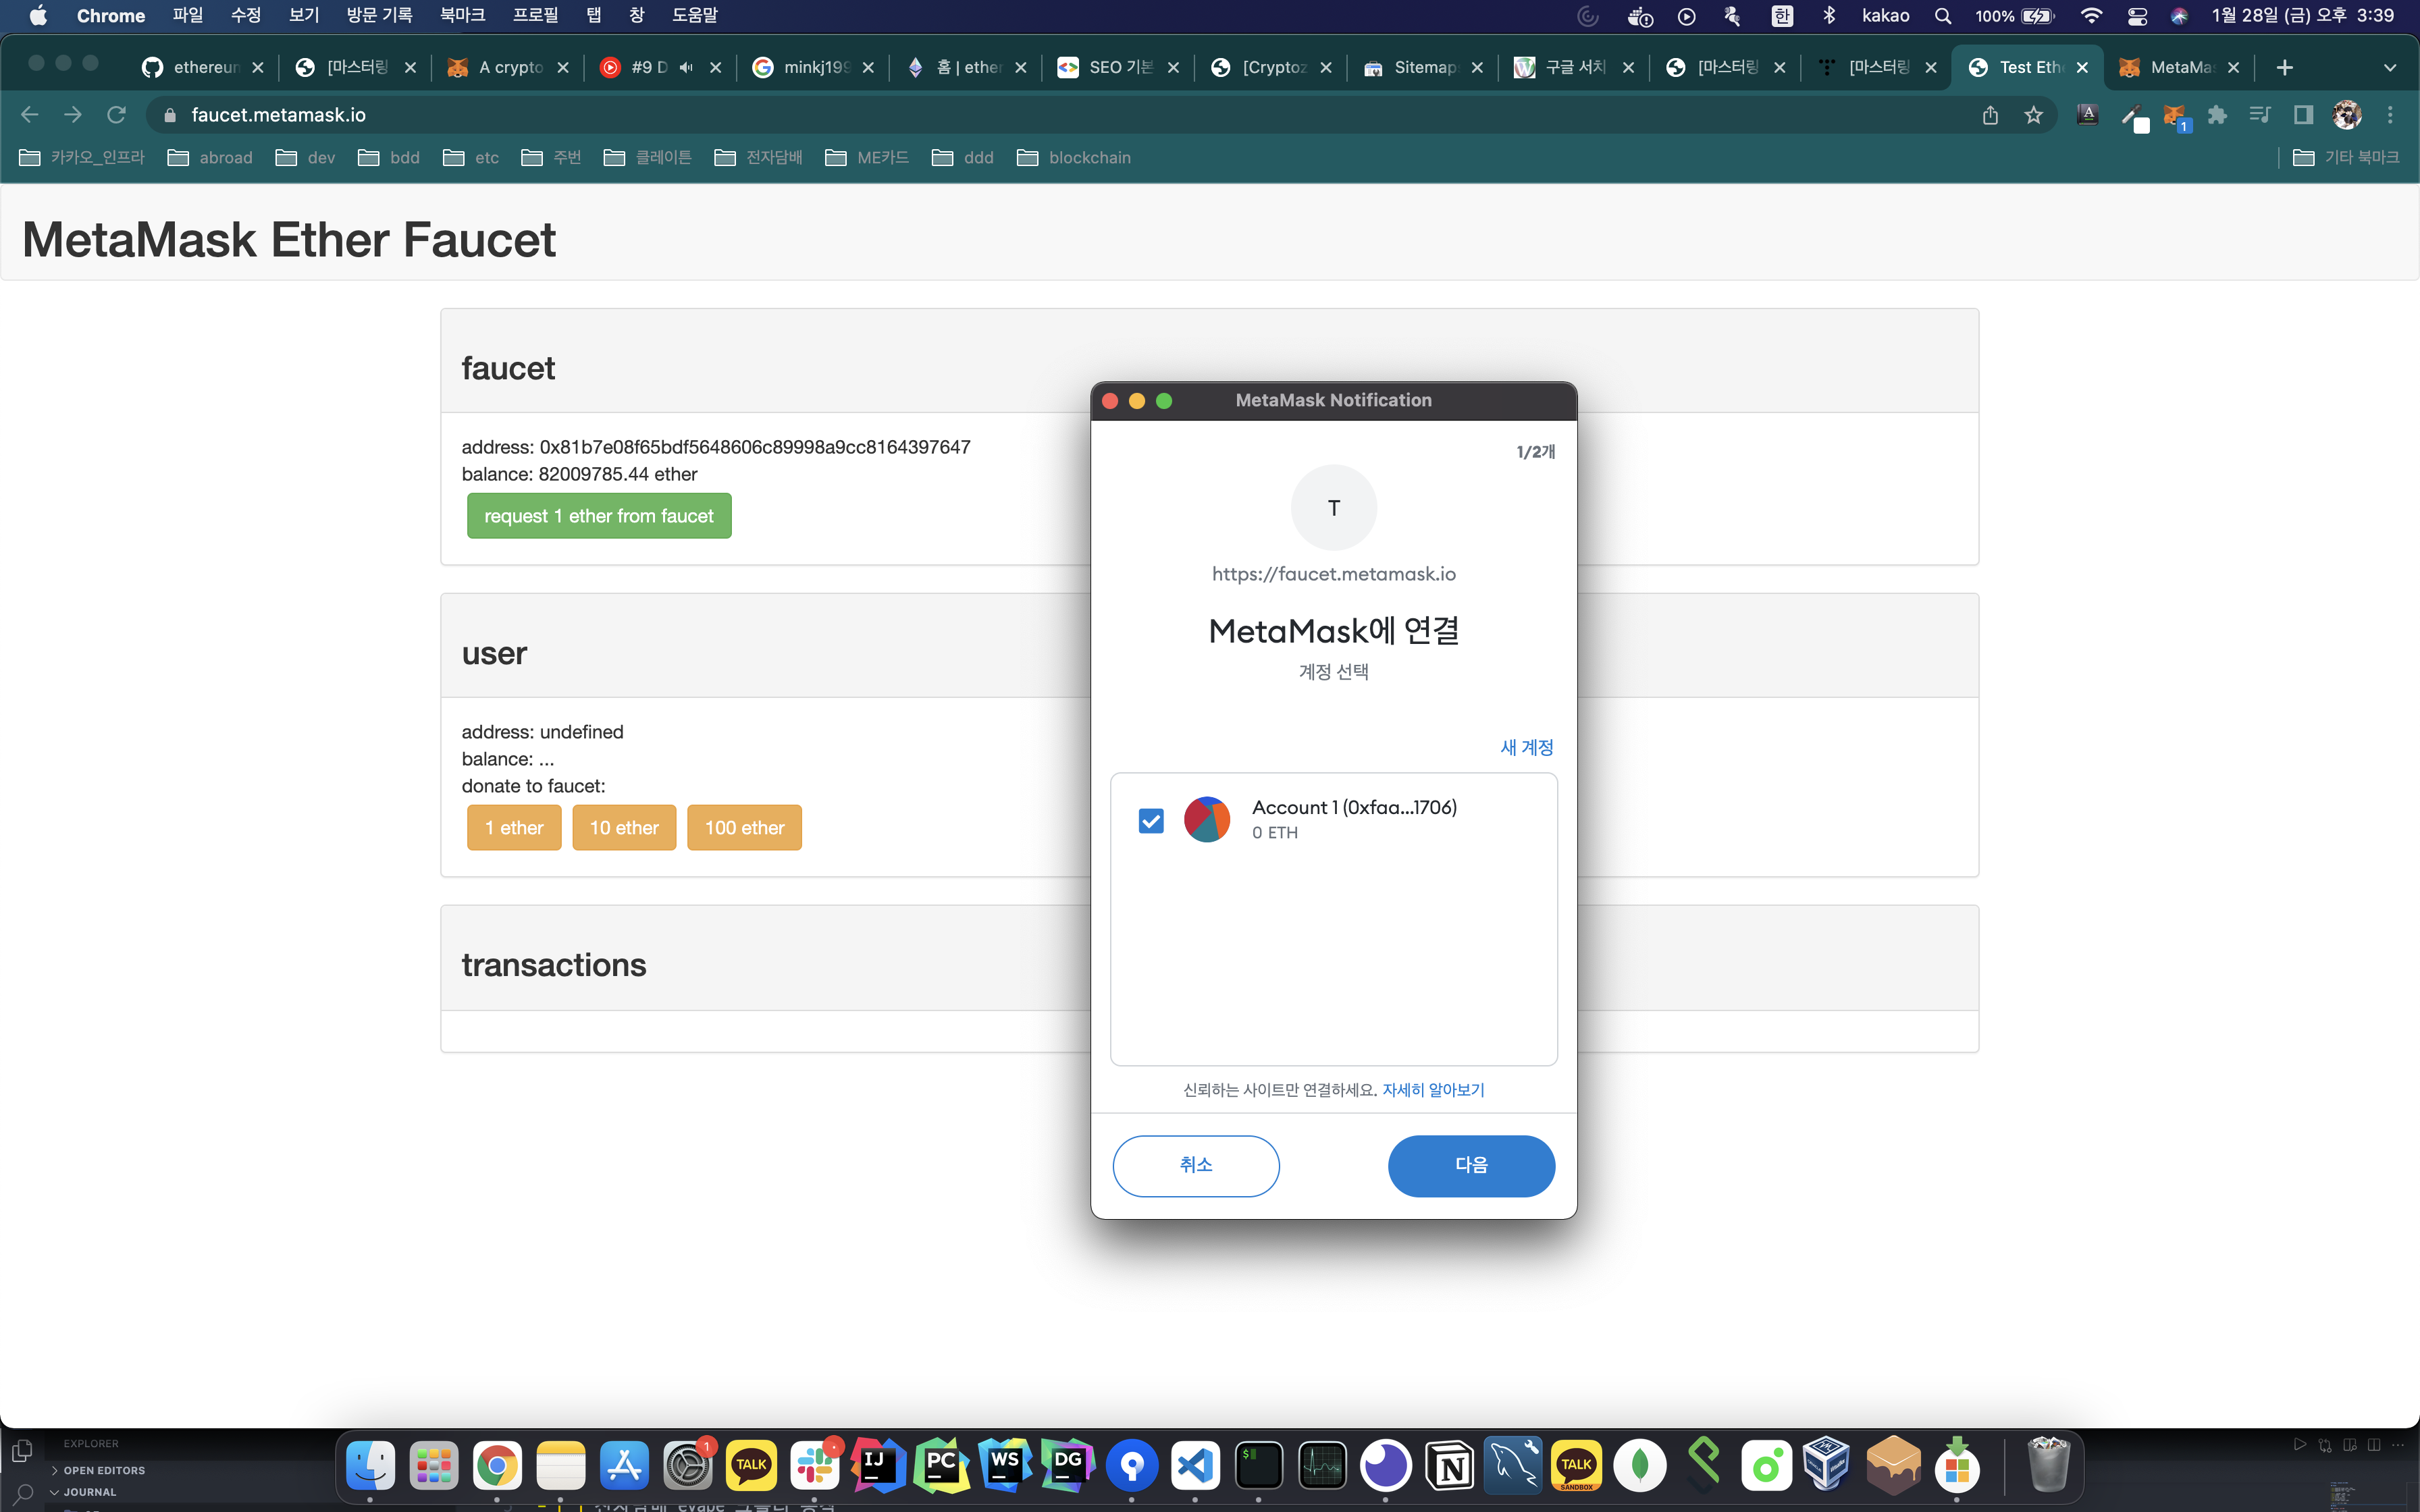 Chrome 파일 수정 보기 방문 기록 북마크 프로필 탭 창 도움말 한 kakao 100% 1월 28일 (금) 오후 3:39
ethereun [마스터링 A crypto #9 D minkj199 홈 | ether SEO 기본 [Cryptoz Sitemap 구글 서치 [마스터링 [마스터링 Test Eth MetaMas
faucet.metamask.io 1
카카오_인프라 abroad dev bdd etc 주변 클레이튼 전자담배 ME카드 ddd blockchain 기타 북마크
MetaMask Ether Faucet
faucet
address: 0x81b7e08f65bdf5648606c89998a9cc8164397647
balance: 82009785.44 ether
request 1 ether from faucet
user
address: undefined
balance: ...
donate to faucet:
1 ether 10 ether 100 ether
transactions
MetaMask Notification
1/2개
T
https://faucet.metamask.io
MetaMask에 연결
계정 선택
새 계정
Account 1 (0xfaa...1706)
0 ETH
신뢰하는 사이트만 연결하세요. 자세히 알아보기
취소 다음
EXPLORER
OPEN EDITORS
JOURNAL
1 TALK IJ PC WS DG $ N TALK SANDBOX